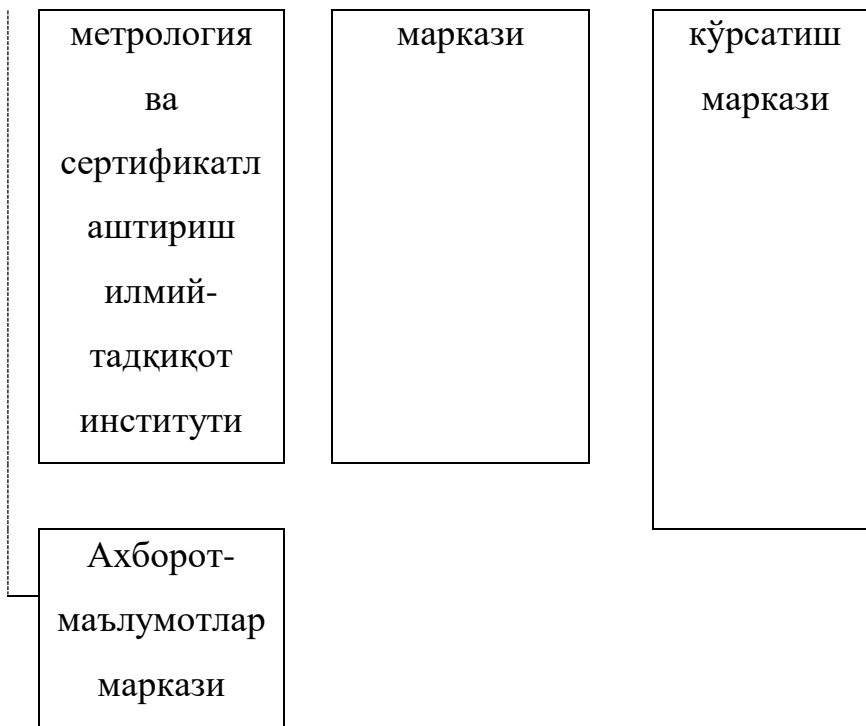 метрология
ва
сертификатл
аштириш
илмий-
тадқиқот
институти
маркази
кўрсатиш
маркази
Ахборот-
маълумотлар
маркази